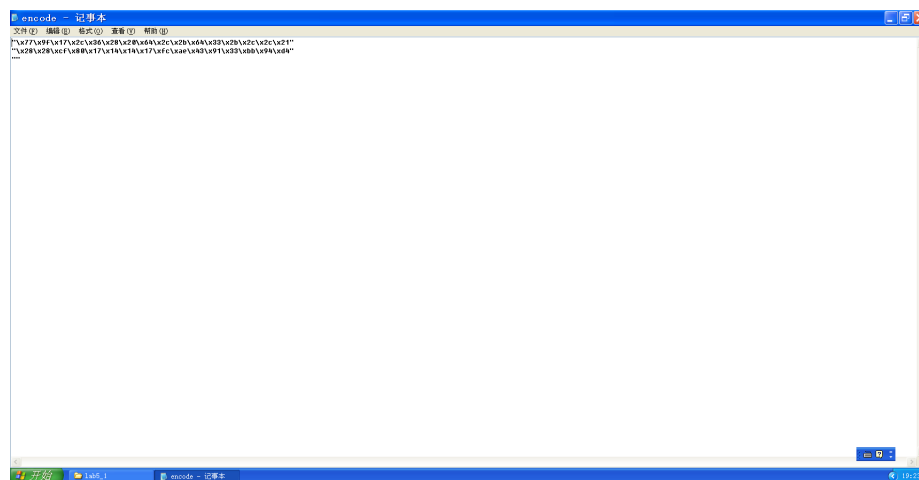 encode - 记事本
文件(F) 编辑(E) 格式(O) 查看(V) 帮助(H)
"\x77\x9f\x17\x2c\x36\x28\x20\x64\x2c\x2b\x64\x33\x2b\x2c\x2c\x21"
"\x28\x28\xcf\x80\x17\x14\x14\x17\xfc\xae\x43\x91\x33\xbb\x94\xd4"
""
开始 lab5_1 encode - 记事本